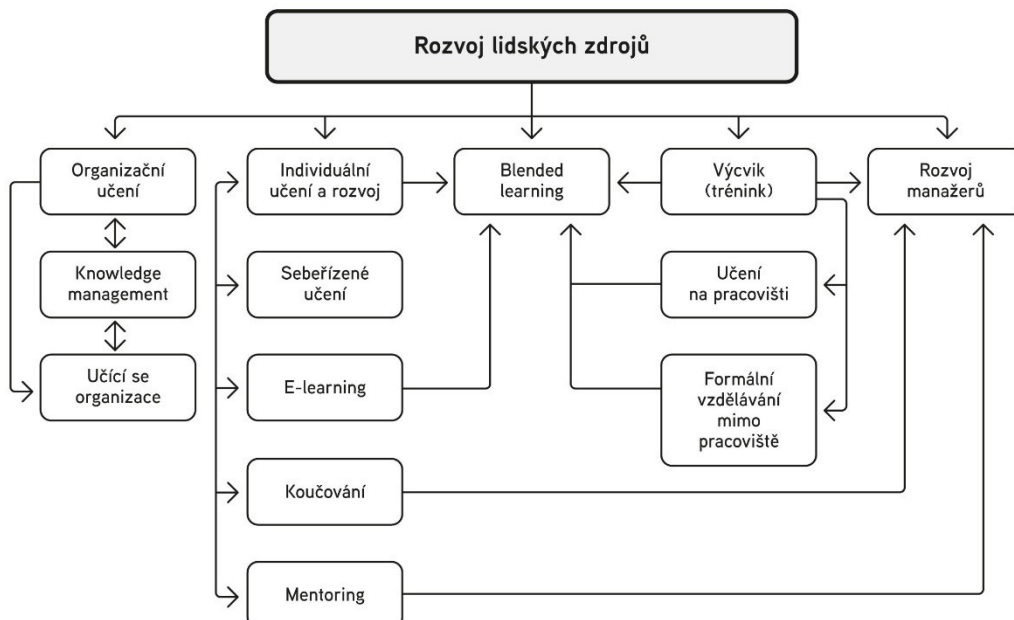 Rozvoj lidských zdrojů
Organizační
učení
Individuální
učení a rozvoj
Blended
learning
Výcvik
(trénink)
Rozvoj
manažerů
Knowledge
management
Sebeřízené
učení
Učení
na pracovišti
Učící se
organizace
E-learning
Formální
vzdělávání
mimo
pracoviště
Koučování
Mentoring